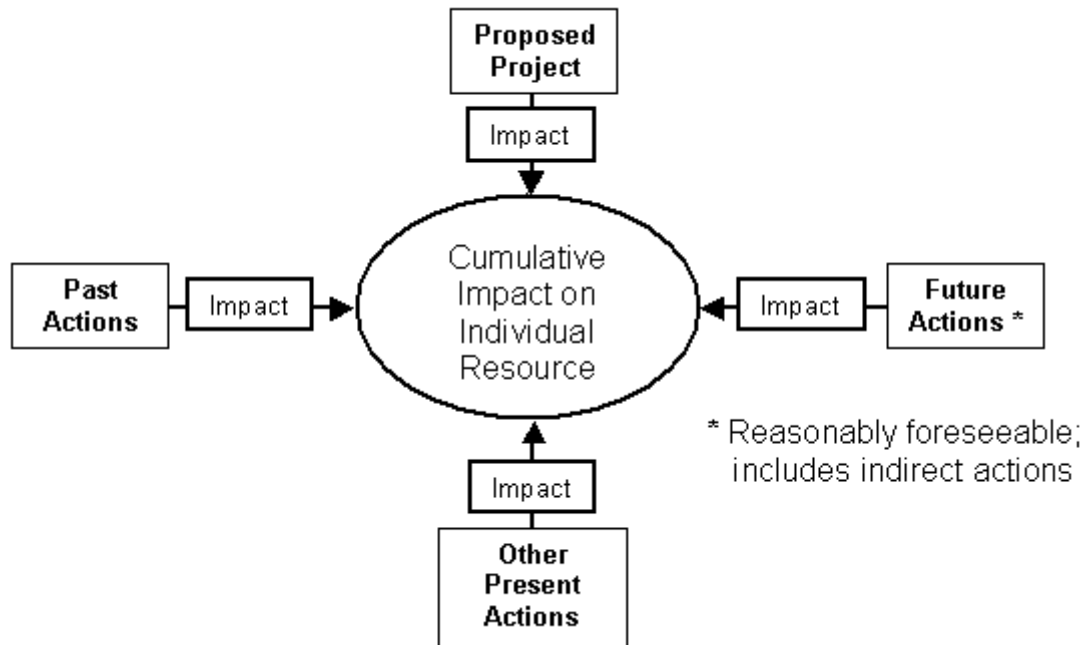 Proposed
Project
Impact
Past
Actions
Impact
Cumulative
Impact on
Individual
Resource
Impact
Future
Actions *
* Reasonably foreseeable;
includes indirect actions
Impact
Other
Present
Actions